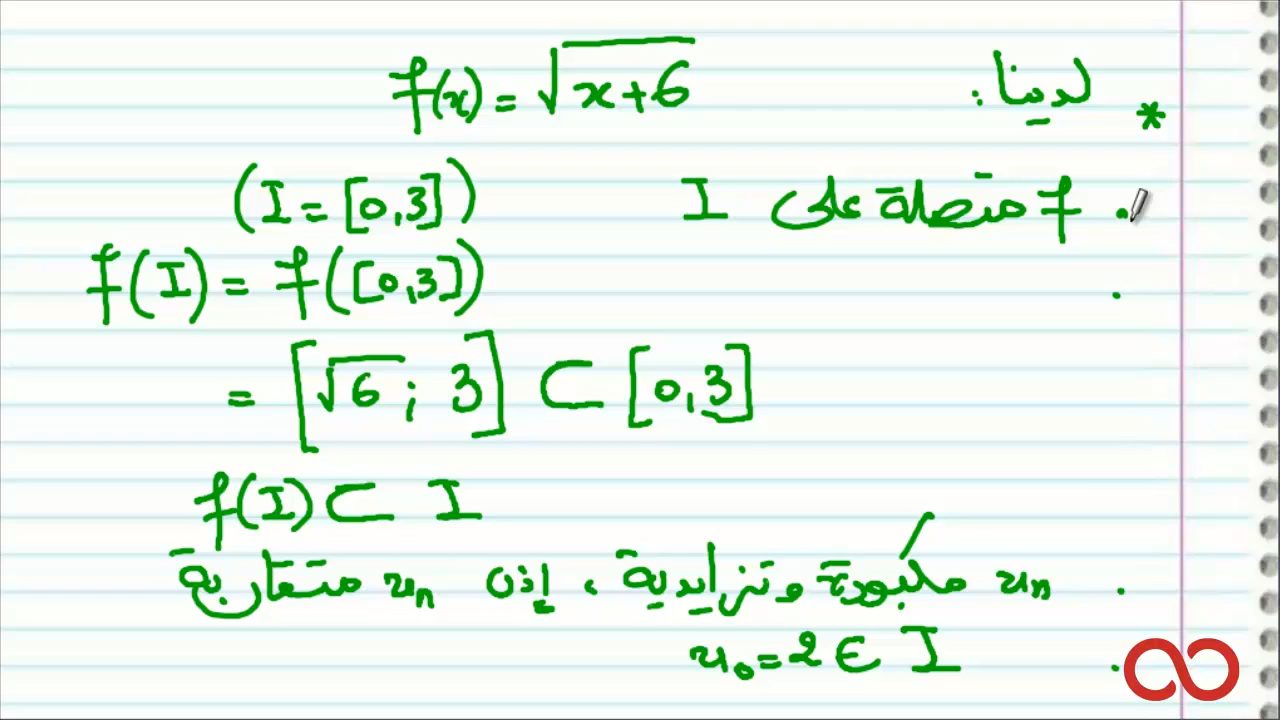 * لدينا : f(x) = √(x+6)
. f متصلة على I (I = [0,3])
. f(I) = f([0,3])
= [√6 ; 3] ⊂ [0,3]
f(I) ⊂ I
. uₙ مكبورة وتزايدية ، إذن uₙ متقاربة
. u₀ = 2 ∈ I